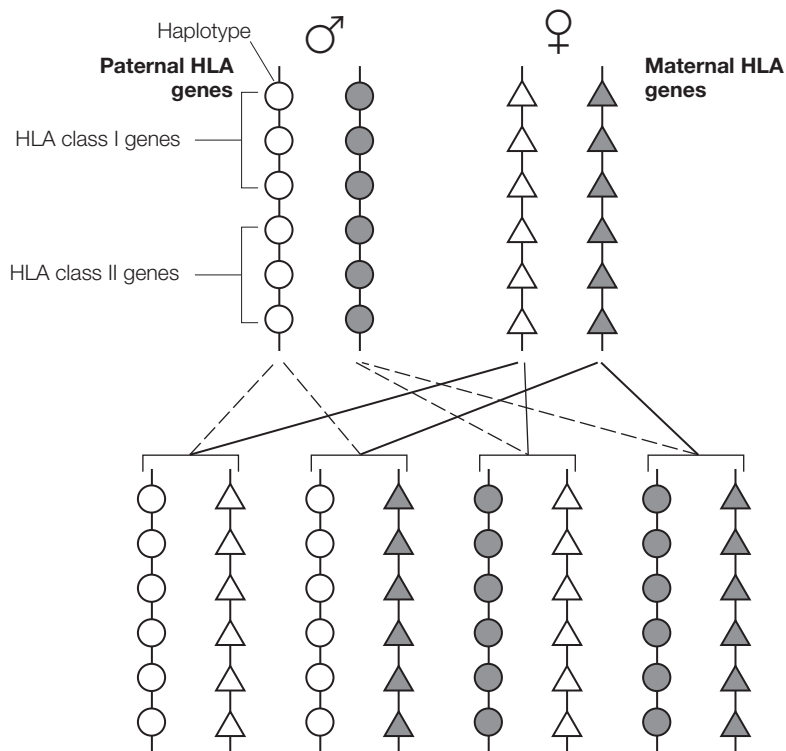 Haplotype
Paternal HLA
genes
Maternal HLA
genes
HLA class I genes
HLA class II genes